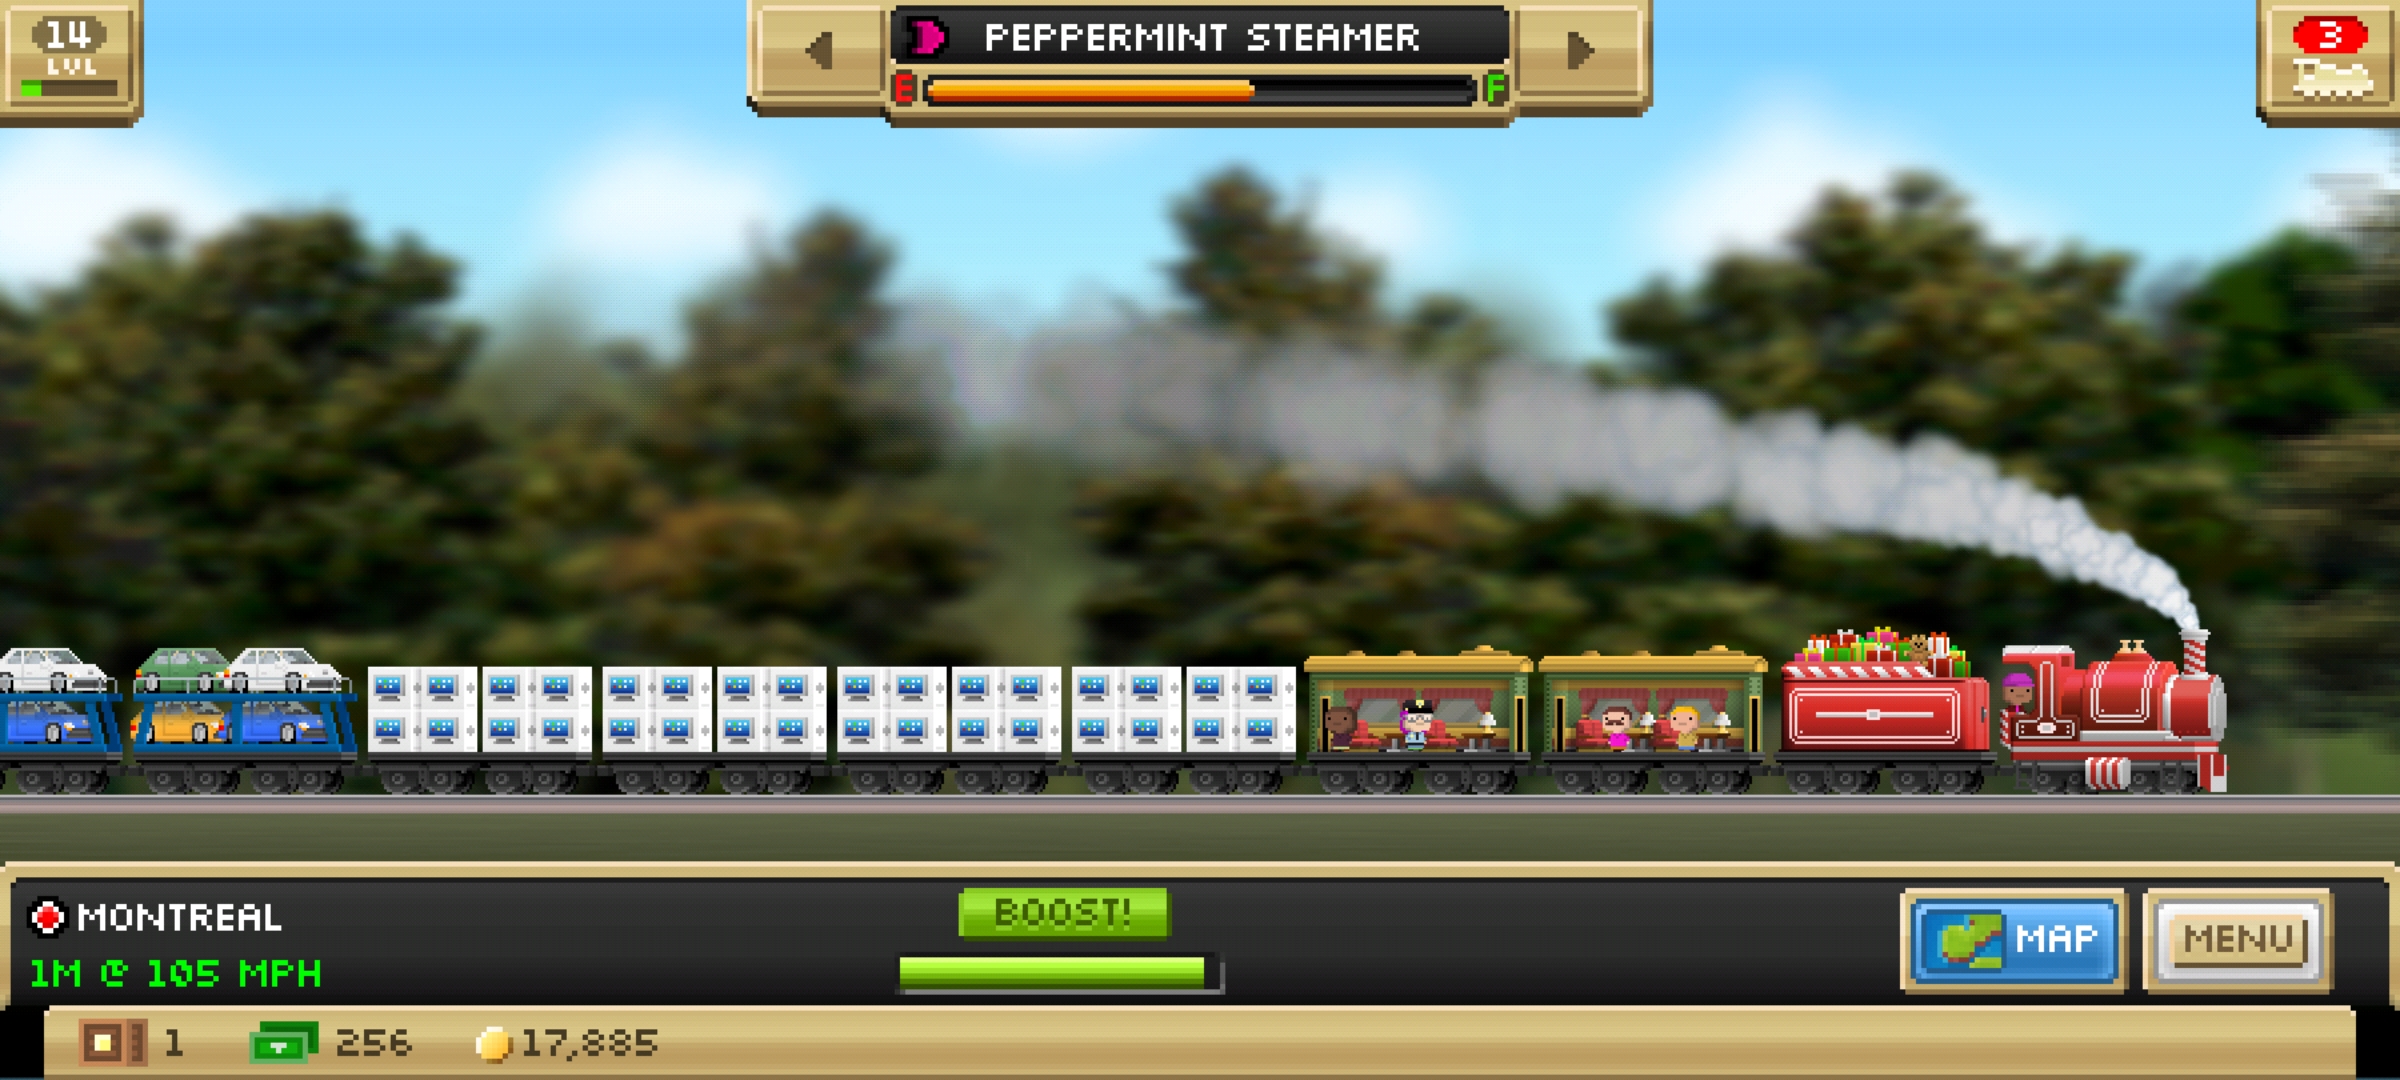 14
LVL
PEPPERMINT STEAMER
E F
3
MONTREAL
1M @ 105 MPH
BOOST!
MAP
MENU
1 256 17,885